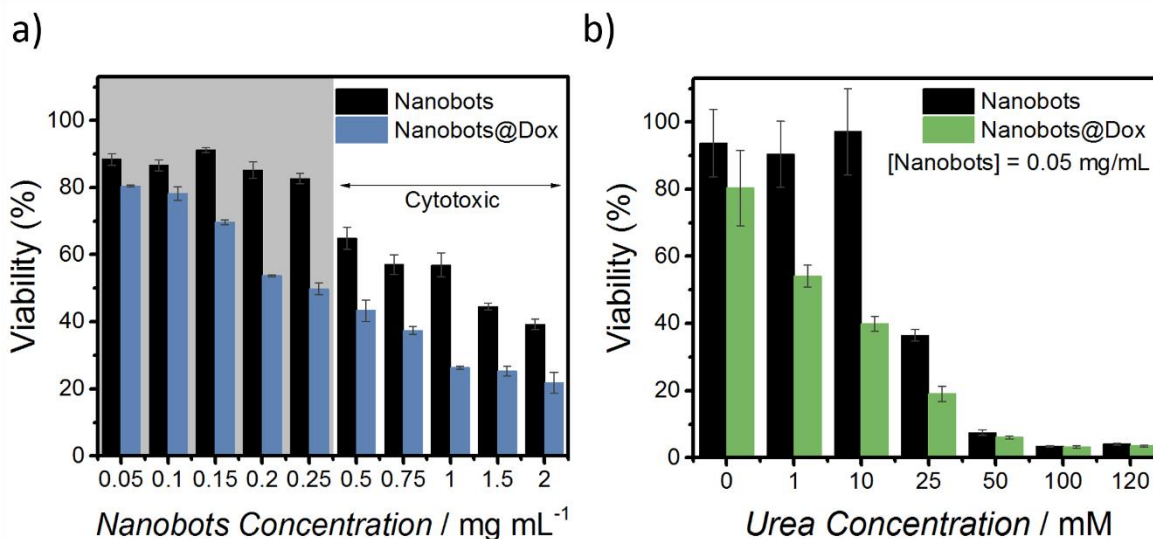 a)
Nanobots
Nanobots@Dox
Cytotoxic
Viability (%)
100
80
60
40
20
0
0.05 0.1 0.15 0.2 0.25 0.5 0.75 1 1.5 2
Nanobots Concentration / mg mL⁻¹
b)
Nanobots
Nanobots@Dox
[Nanobots] = 0.05 mg/mL
Viability (%)
100
80
60
40
20
0
0 1 10 25 50 100 120
Urea Concentration / mM